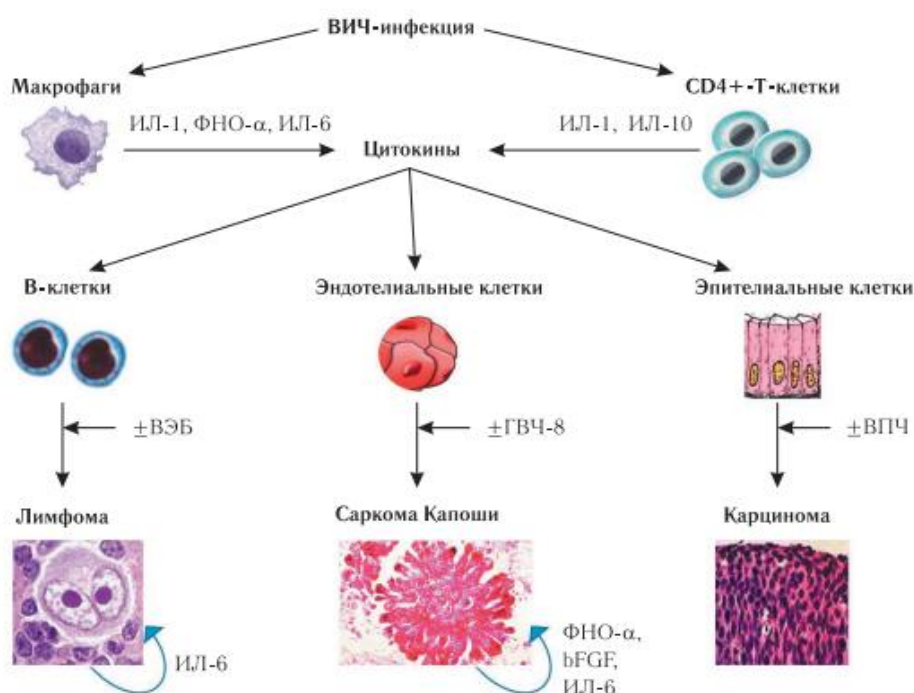 ВИЧ-инфекция
Макрофаги
CD4+-Т-клетки
ИЛ-1, ФНО-α, ИЛ-6
ИЛ-1, ИЛ-10
Цитокины
В-клетки
Эндотелиальные клетки
Эпителиальные клетки
±ВЭБ
±ГВЧ-8
±ВПЧ
Лимфома
Саркома Капоши
Карцинома
ИЛ-6
ФНО-α,
bFGF,
ИЛ-6